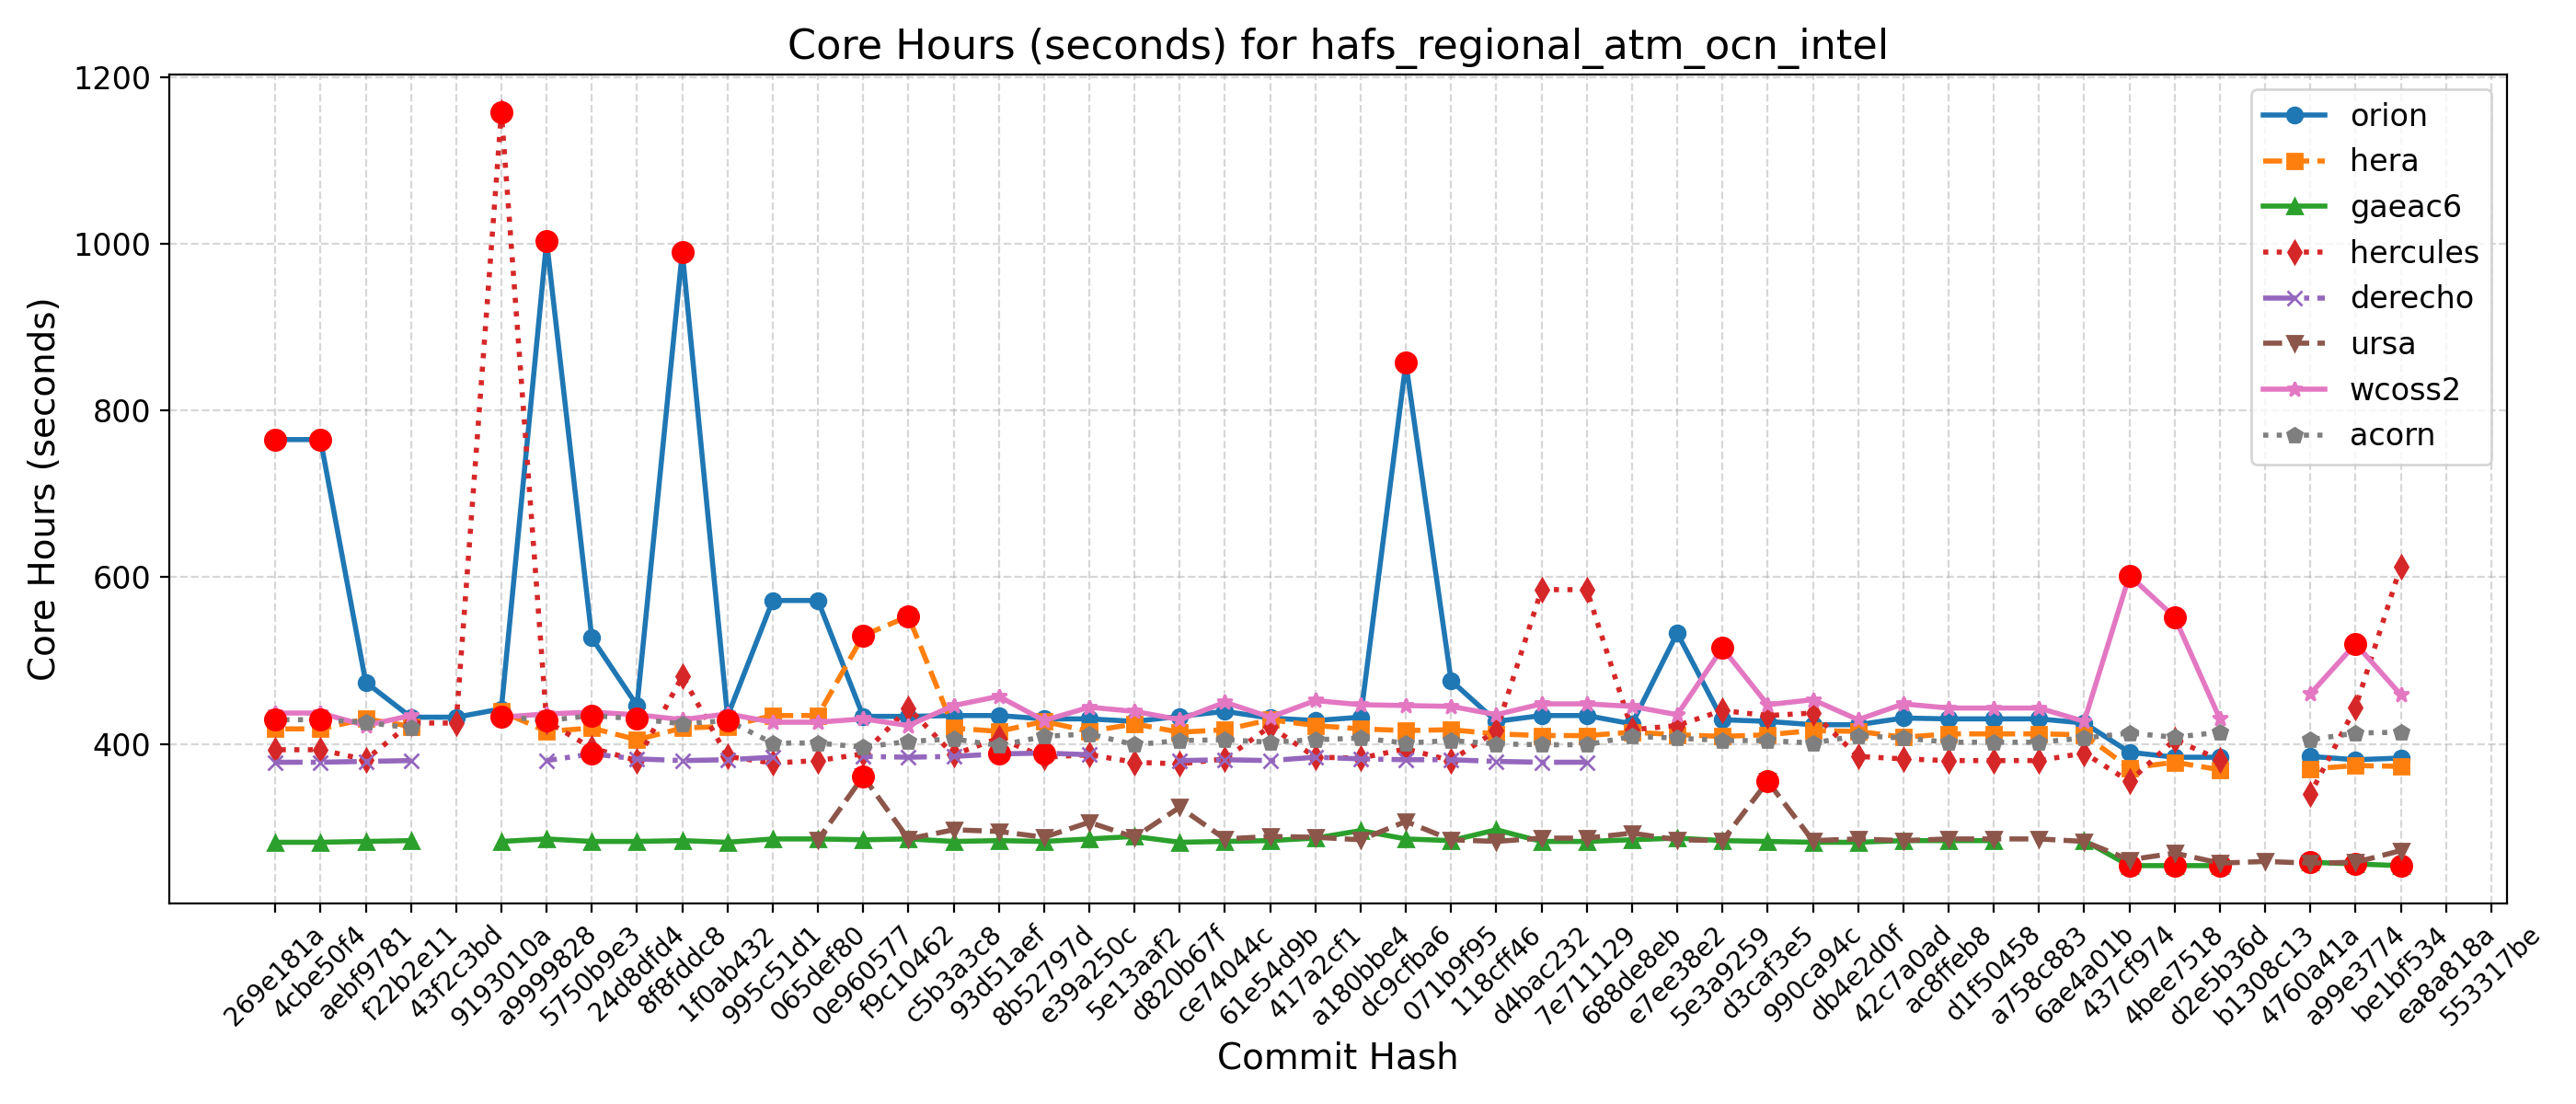 Core Hours (seconds) for hafs_regional_atm_ocn_intel
Core Hours (seconds)
1200
1000
800
600
400
orion
hera
gaeac6
hercules
derecho
ursa
wcoss2
acorn
269e181a
4cbe50f4
aebf9781
f22b2e11
43f2c3bd
9193010a
a9999828
5750b9e3
24d8dfd4
8f8fddc8
1f0ab432
995c51d1
065def80
0e960577
f9c10462
c5b3a3c8
93d51aef
8b52797d
e39a250c
5e13aaf2
d820b67f
ce74044c
61e54d9b
417a2cf1
a180bbe4
dc9cfba6
071b9f95
118cff46
d4bac232
7e711129
688de8eb
e7ee38e2
5e3a9259
d3caf3e5
990ca94c
db4e2d0f
42c7a0ad
ac8ffeb8
d1f50458
a758c883
6ae4a01b
437cf974
4bee7518
d2e5b36d
b1308c13
4760a41a
a99e3774
be1bf534
ea8a818a
553317be
Commit Hash